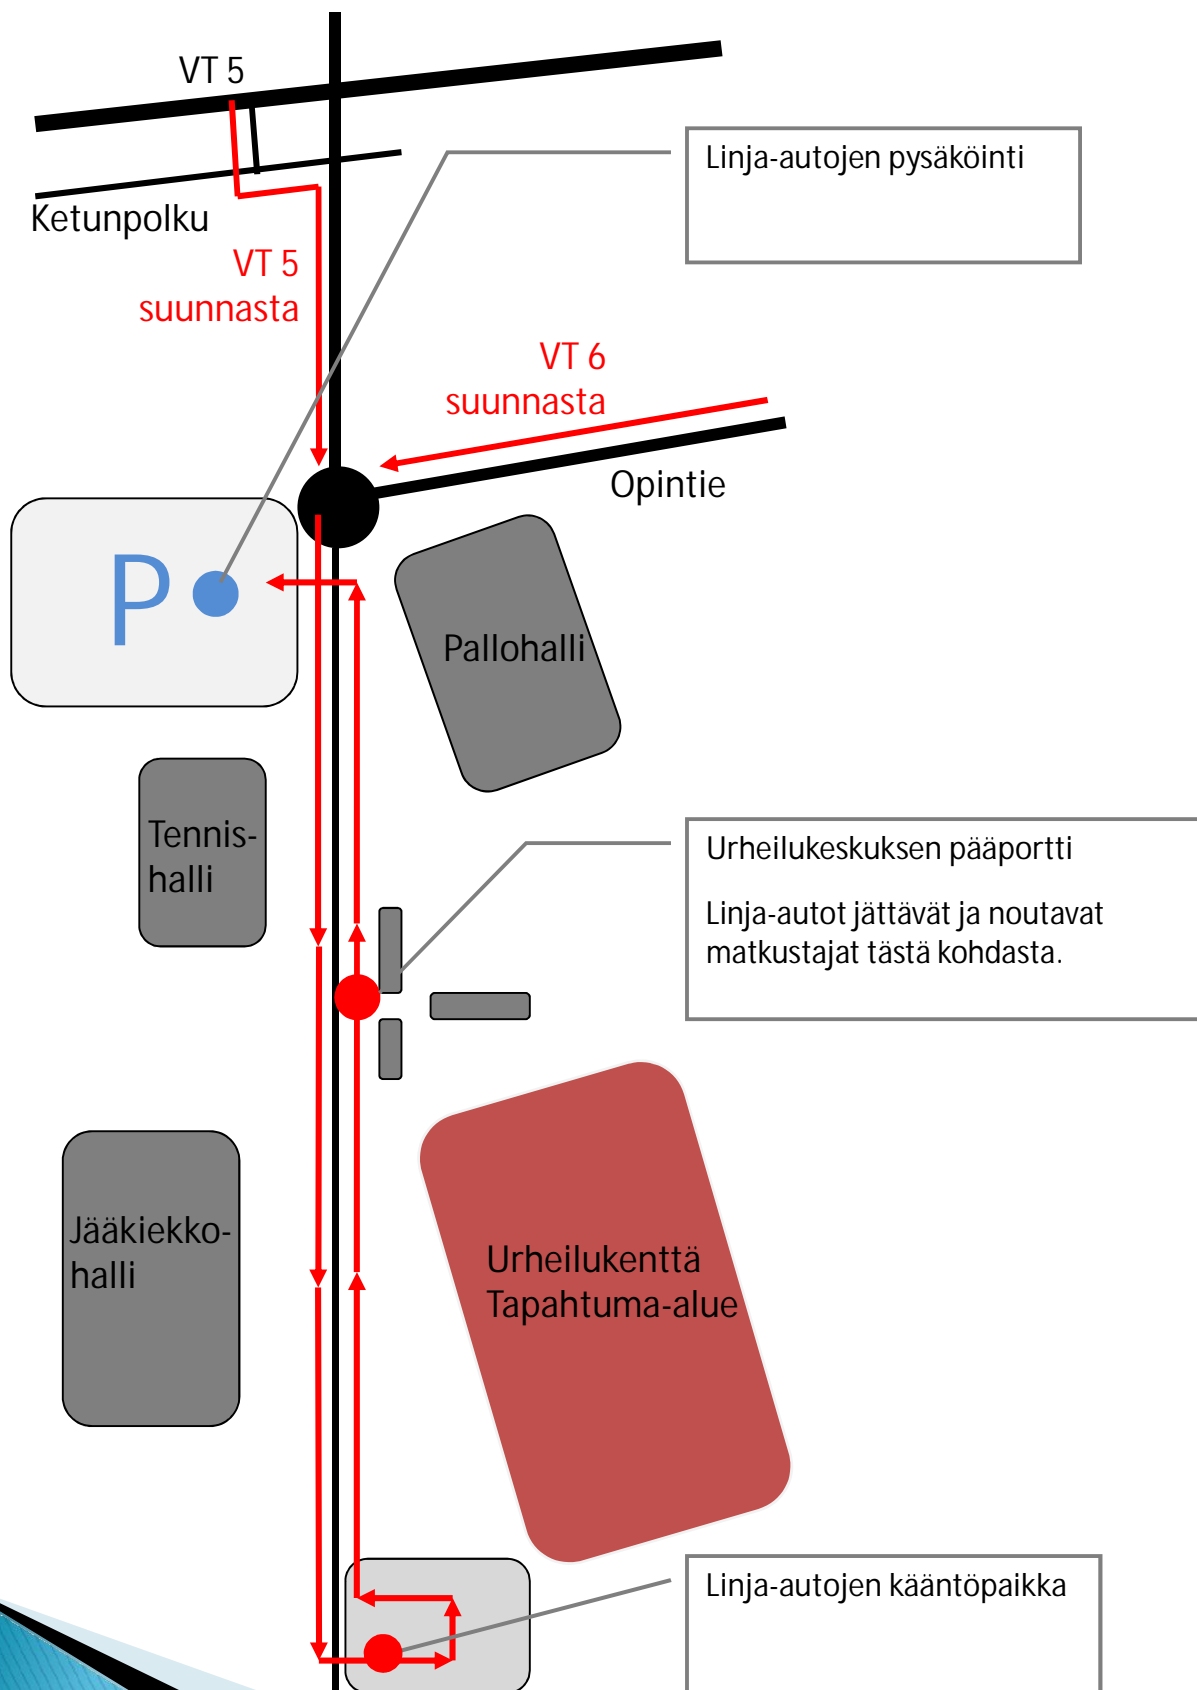 VT 5
Linja-autojen pysäköinti
Ketunpolku
VT 5
suunnasta
VT 6
suunnasta
Opintie
P
Pallohalli
Tennis-
halli
Urheilukeskuksen pääportti
Linja-autot jättävät ja noutavat
matkustajat tästä kohdasta.
Jääkiekko-
halli
Urheilukenttä
Tapahtuma-alue
Linja-autojen kääntöpaikka